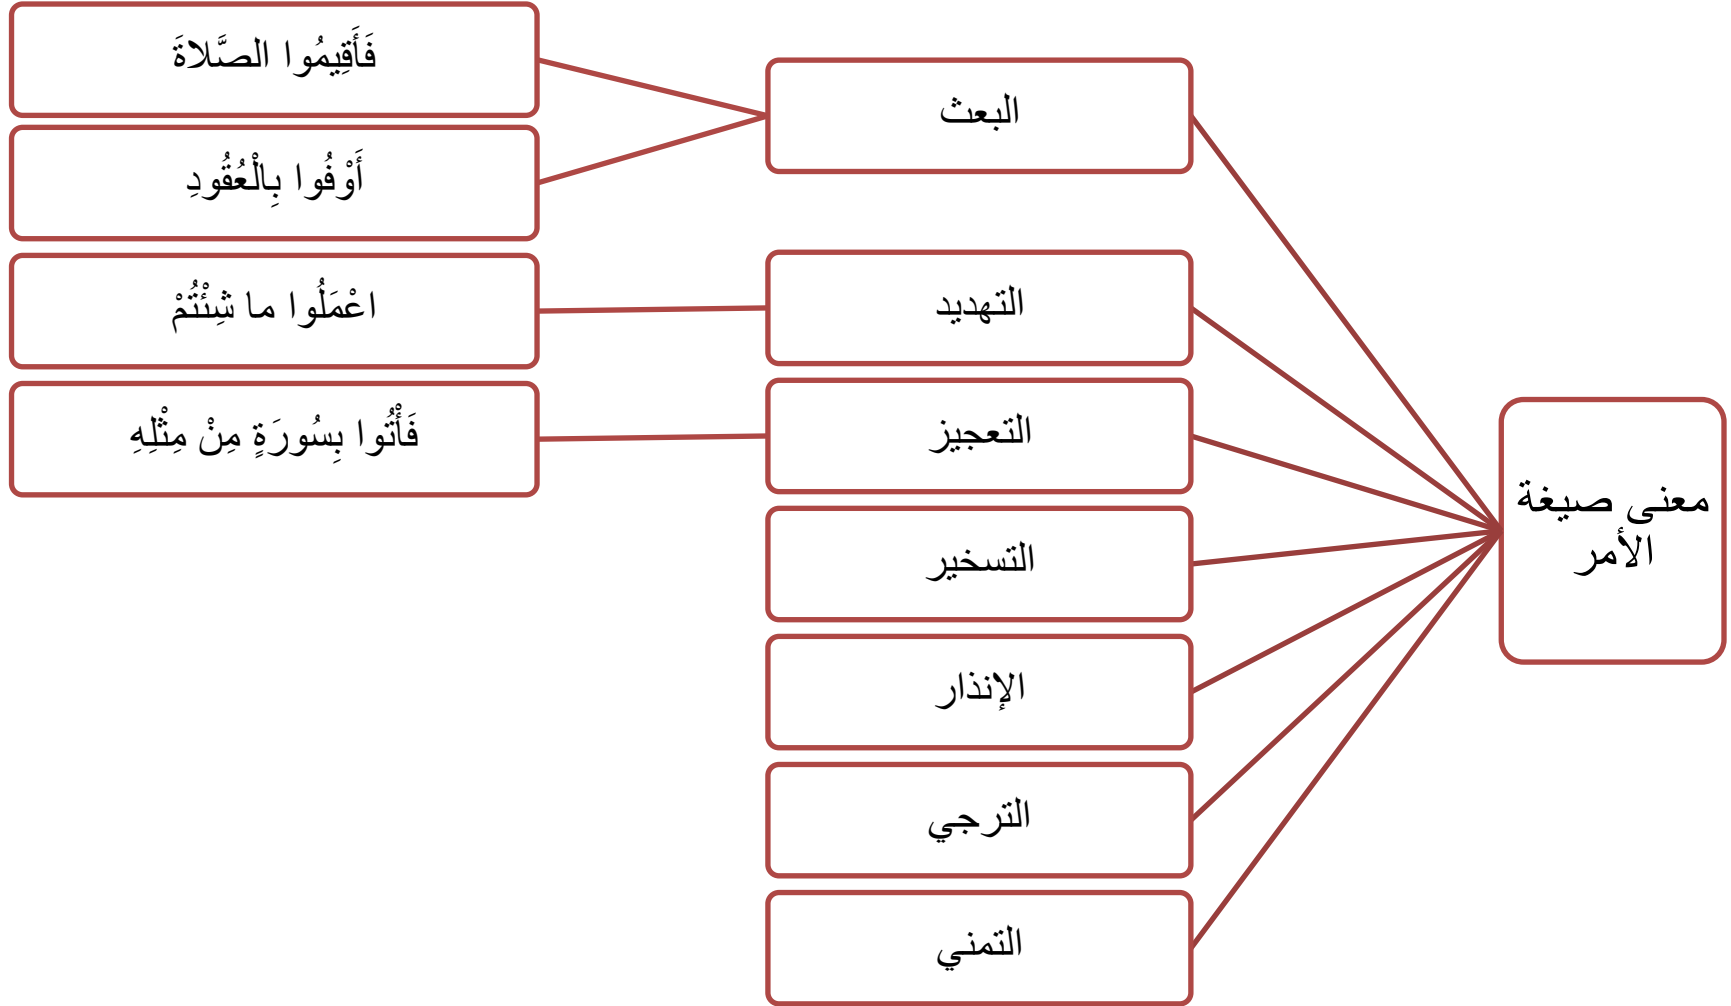 معنى صيغة
الأمر
البعث
فَأَقِيمُوا الصَّلاةَ
أَوْفُوا بِالْعُقُودِ
التهديد
اعْمَلُوا ما شِئْتُمْ
التعجيز
فَأْتُوا بِسُورَةٍ مِنْ مِثْلِهِ
التسخير
الإنذار
الترجي
التمني